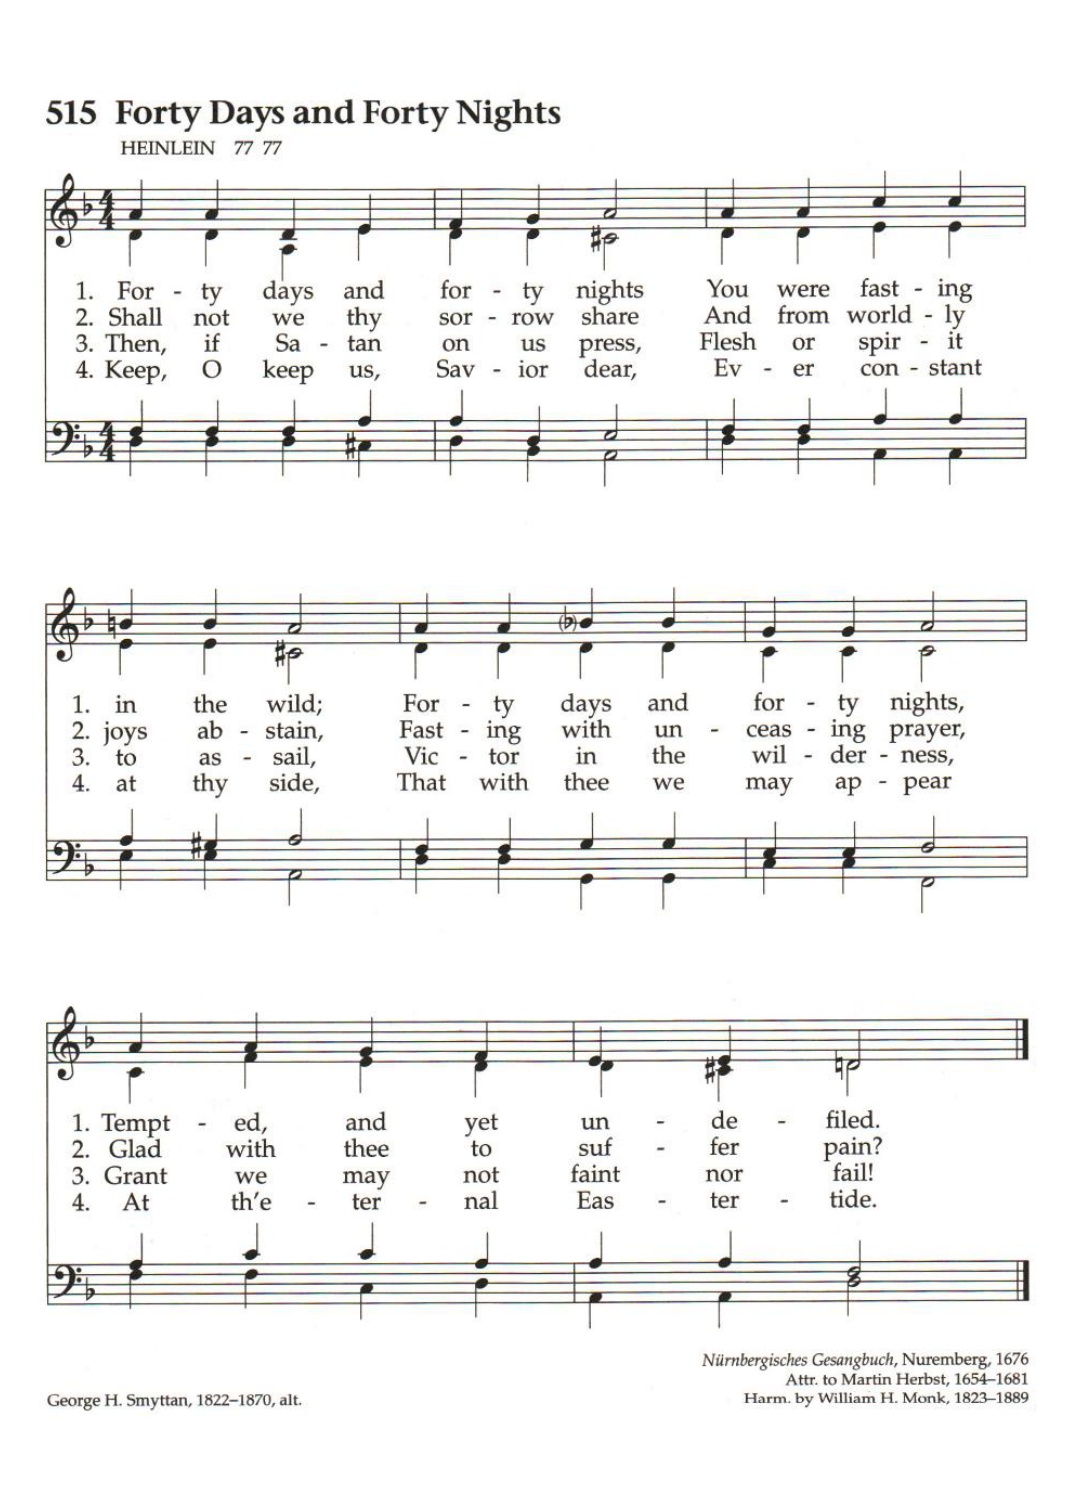 515 Forty Days and Forty Nights
HEINLEIN 77 77
1. For - ty days and for - ty nights You were fast - ing
2. Shall not we thy sor - row share And from world - ly
3. Then, if Sa - tan on us press, Flesh or spir - it
4. Keep, O keep us, Sav - ior dear, Ev - er con - stant
1. in the wild; For - ty days and for - ty nights,
2. joys ab - stain, Fast - ing with un - ceas - ing prayer,
3. to as - sail, Vic - tor in the wil - der - ness,
4. at thy side, That with thee we may ap - pear
1. Tempt - ed, and yet un - de - filed.
2. Glad with thee to suf - fer pain?
3. Grant we may not faint nor fail!
4. At th'e - ter - nal Eas - ter - tide.
Nürnbergisches Gesangbuch, Nuremberg, 1676
Attr. to Martin Herbst, 1654–1681
George H. Smyttan, 1822–1870, alt. Harm. by William H. Monk, 1823–1889